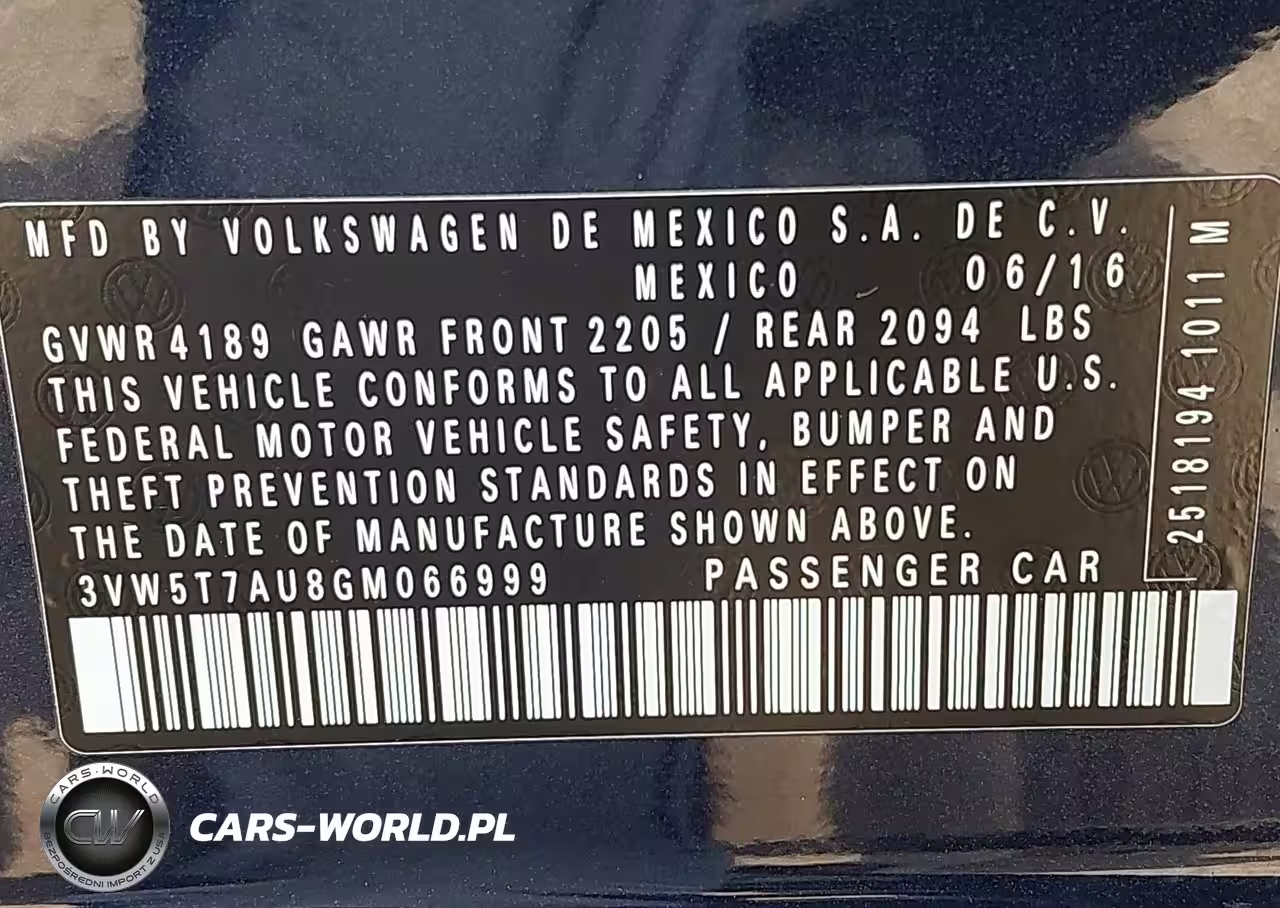 MFD BY VOLKSWAGEN DE MEXICO S.A. DE C.V.
MEXICO 06/16
GVWR 4189 GAWR FRONT 2205 / REAR 2094 LBS
THIS VEHICLE CONFORMS TO ALL APPLICABLE U.S.
FEDERAL MOTOR VEHICLE SAFETY, BUMPER AND
THEFT PREVENTION STANDARDS IN EFFECT ON
THE DATE OF MANUFACTURE SHOWN ABOVE.
3VW5T7AU8GM066999 PASSENGER CAR
2518194 1011 M
CARS-WORLD
CW
BEZPOŚREDNI IMPORT Z USA
CARS-WORLD.PL